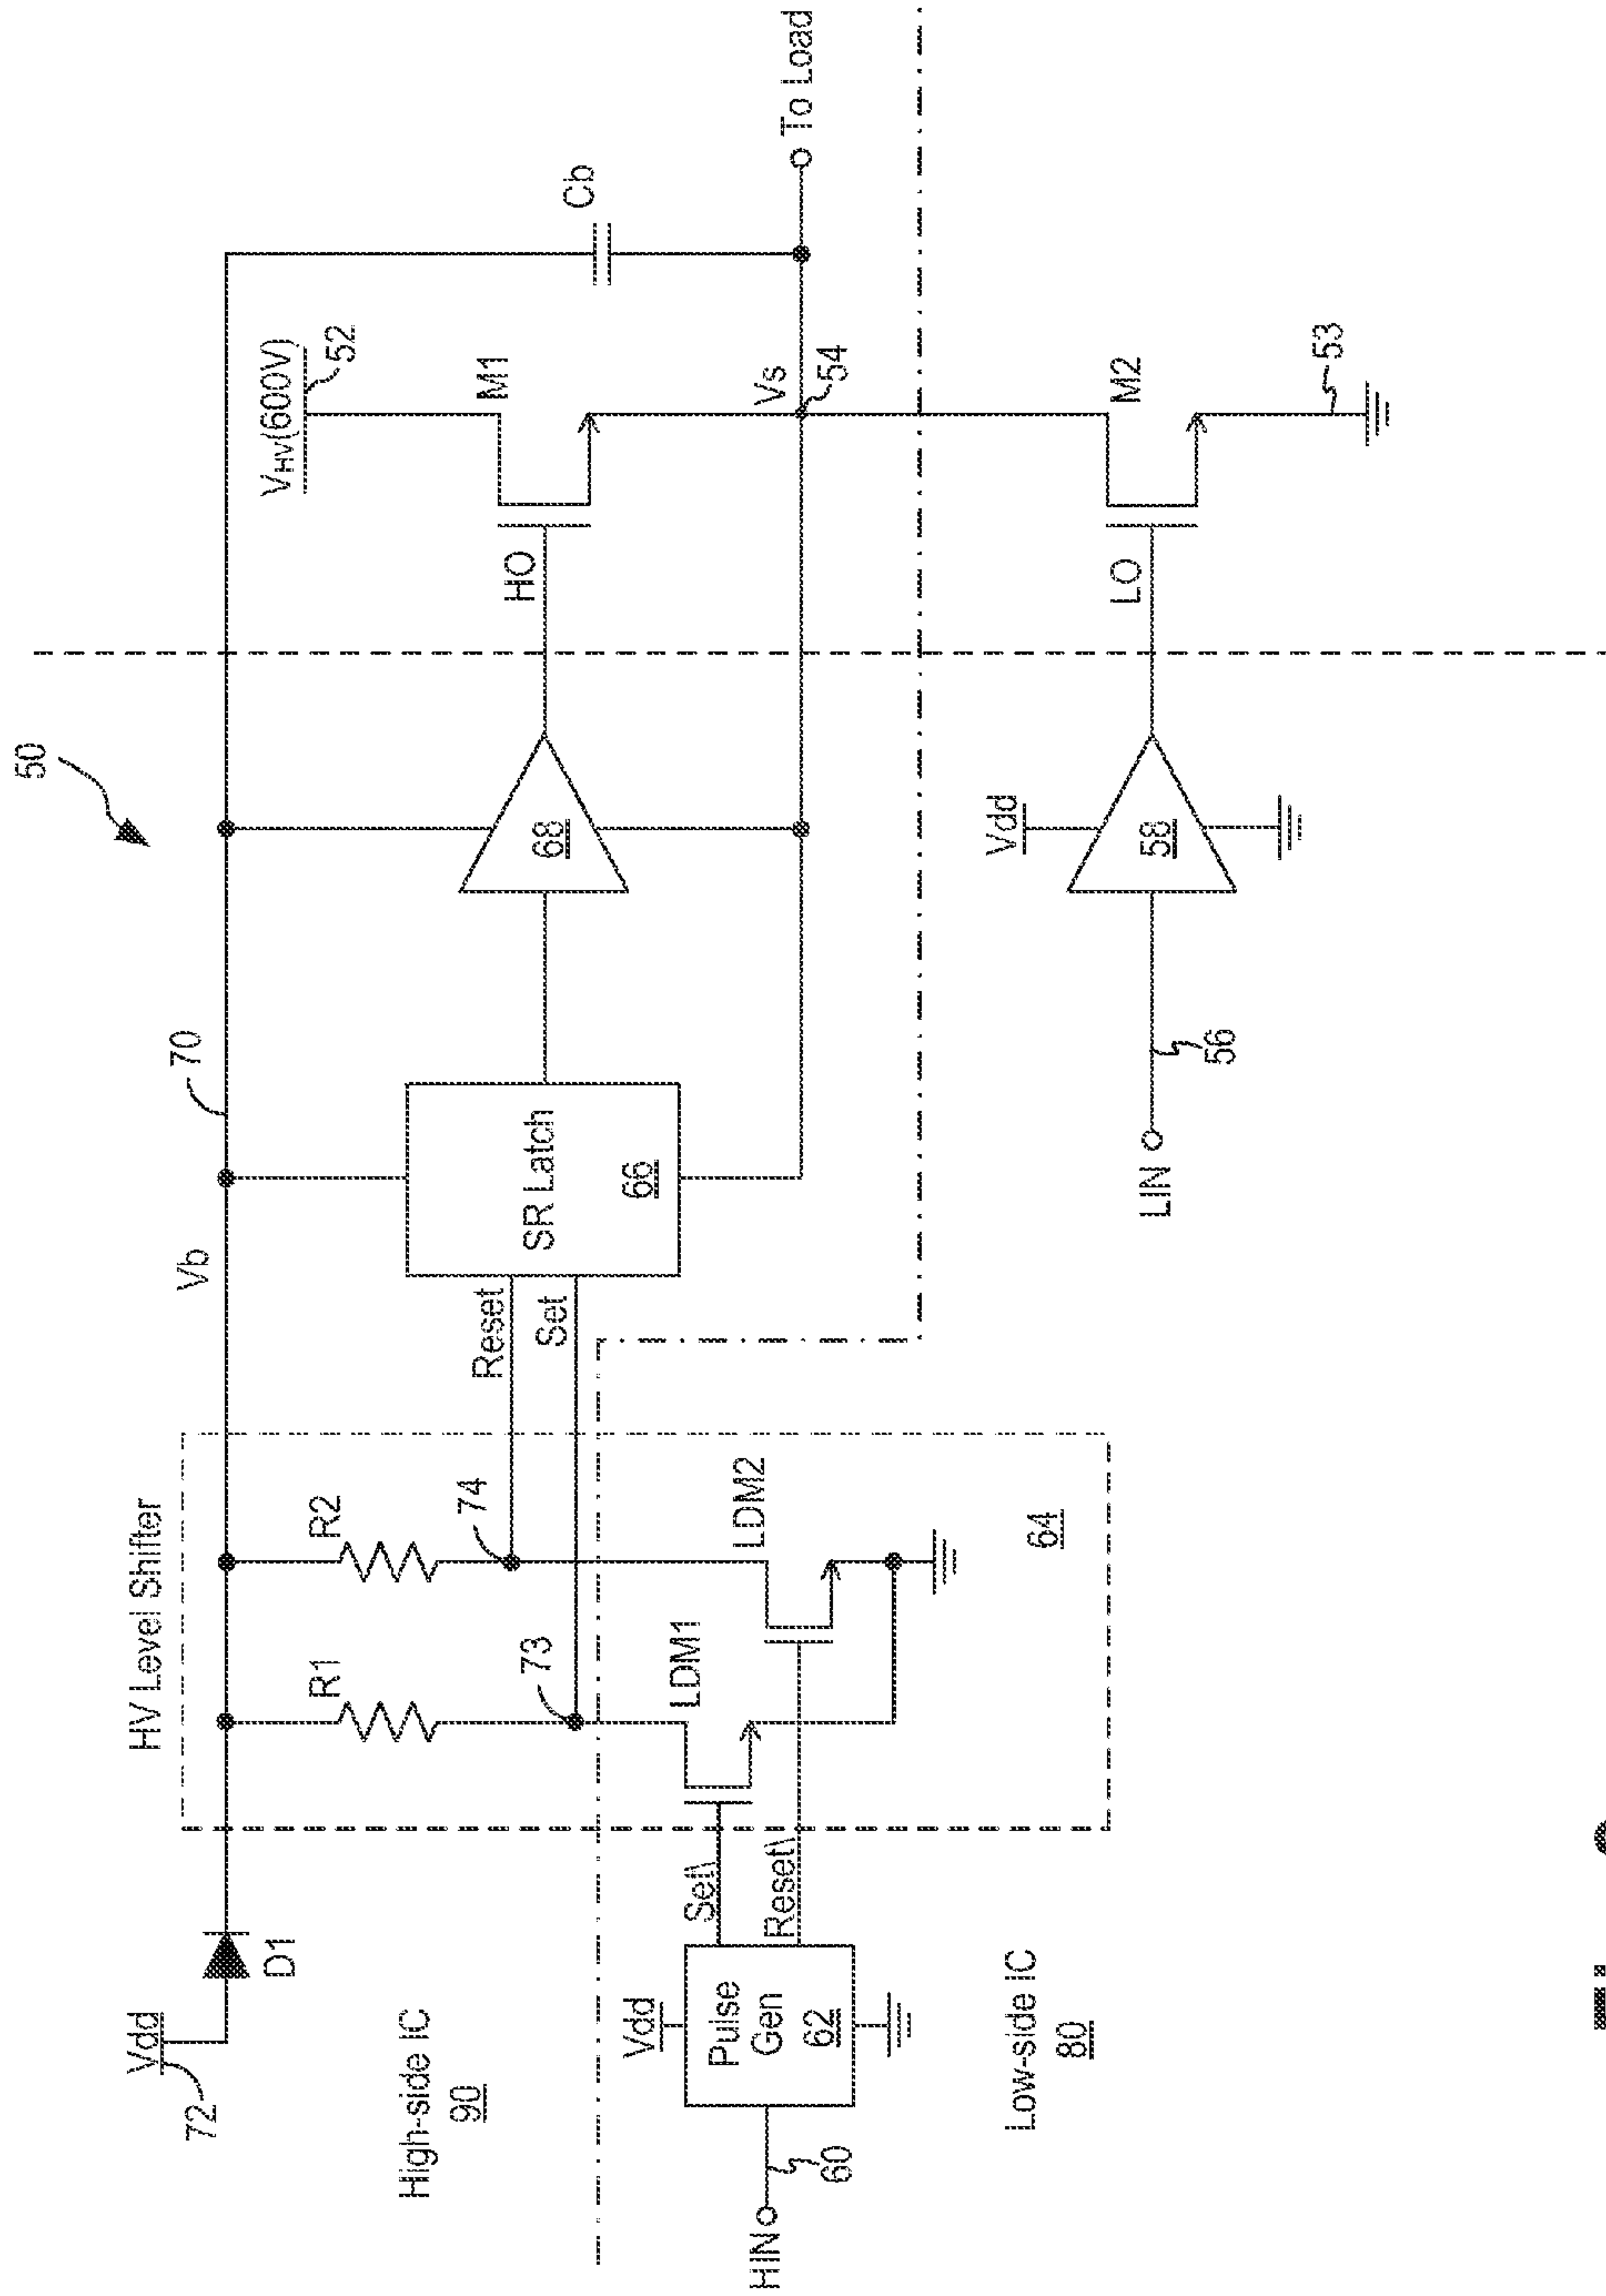 50
Vdd
72
D1
HV Level Shifter
R1
R2
73
74
Vb
70
Reset
Set
SR Latch
66
68
HO
VHV(600V)
52
M1
Cb
Vs
54
To Load
High-side IC
90
HIN
60
Vdd
Pulse
Gen
62
Set\
Reset\
LDM1
LDM2
64
Low-side IC
80
LIN
56
Vdd
58
LO
M2
53